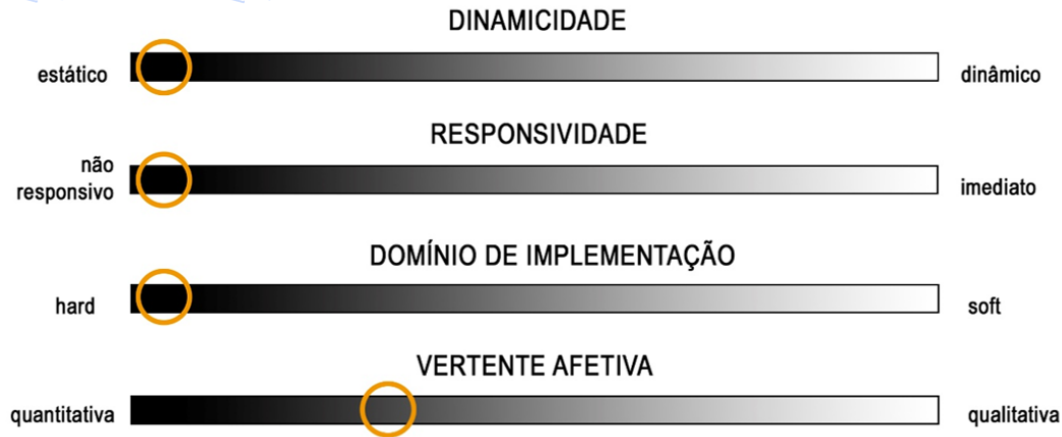 DINAMICIDADE
estático
dinâmico
RESPONSIVIDADE
não
responsivo
imediato
DOMÍNIO DE IMPLEMENTAÇÃO
hard
soft
VERTENTE AFETIVA
quantitativa
qualitativa